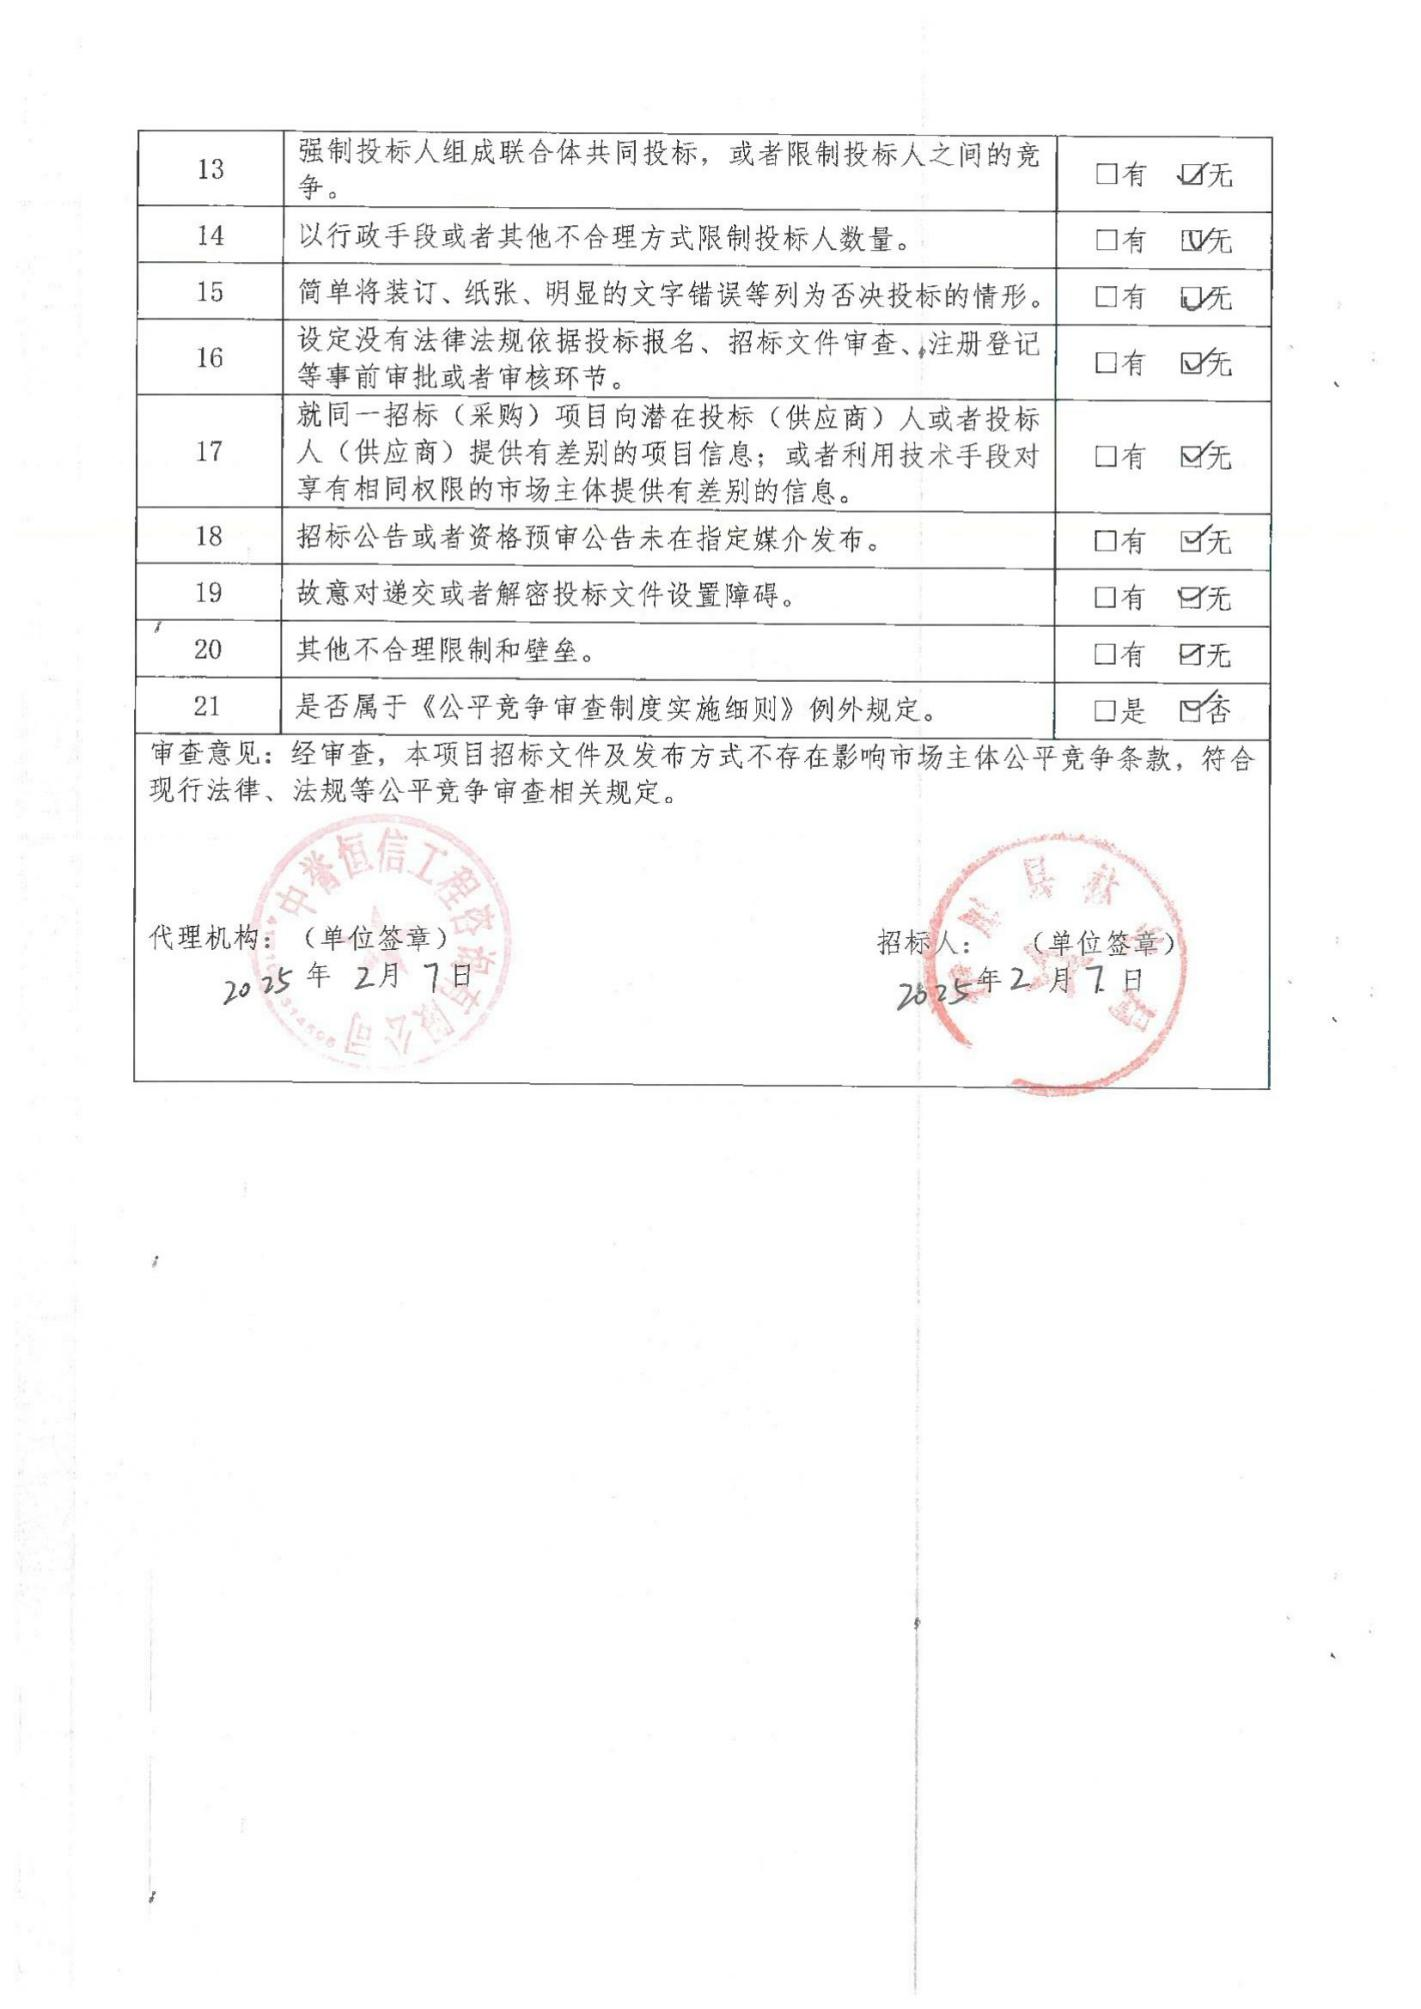 13
强制投标人组成联合体共同投标，或者限制投标人之间的竞
争。
□有 ☑无
14
以行政手段或者其他不合理方式限制投标人数量。
□有 ☑无
15
简单将装订、纸张、明显的文字错误等列为否决投标的情形。
□有 ☑无
16
设定没有法律法规依据投标报名、招标文件审查、注册登记
等事前审批或者审核环节。
□有 ☑无
17
就同一招标（采购）项目向潜在投标（供应商）人或者投标
人（供应商）提供有差别的项目信息；或者利用技术手段对
享有相同权限的市场主体提供有差别的信息。
□有 ☑无
18
招标公告或者资格预审公告未在指定媒介发布。
□有 ☑无
19
故意对递交或者解密投标文件设置障碍。
□有 ☑无
20
其他不合理限制和壁垒。
□有 ☑无
21
是否属于《公平竞争审查制度实施细则》例外规定。
□是 ☑否
审查意见：经审查，本项目招标文件及发布方式不存在影响市场主体公平竞争条款，符合
现行法律、法规等公平竞争审查相关规定。
中誉恒信工程咨询有限公司
代理机构：（单位签章）
2025年 2月 7日
招标人： （单位签章）
2025年2月7日